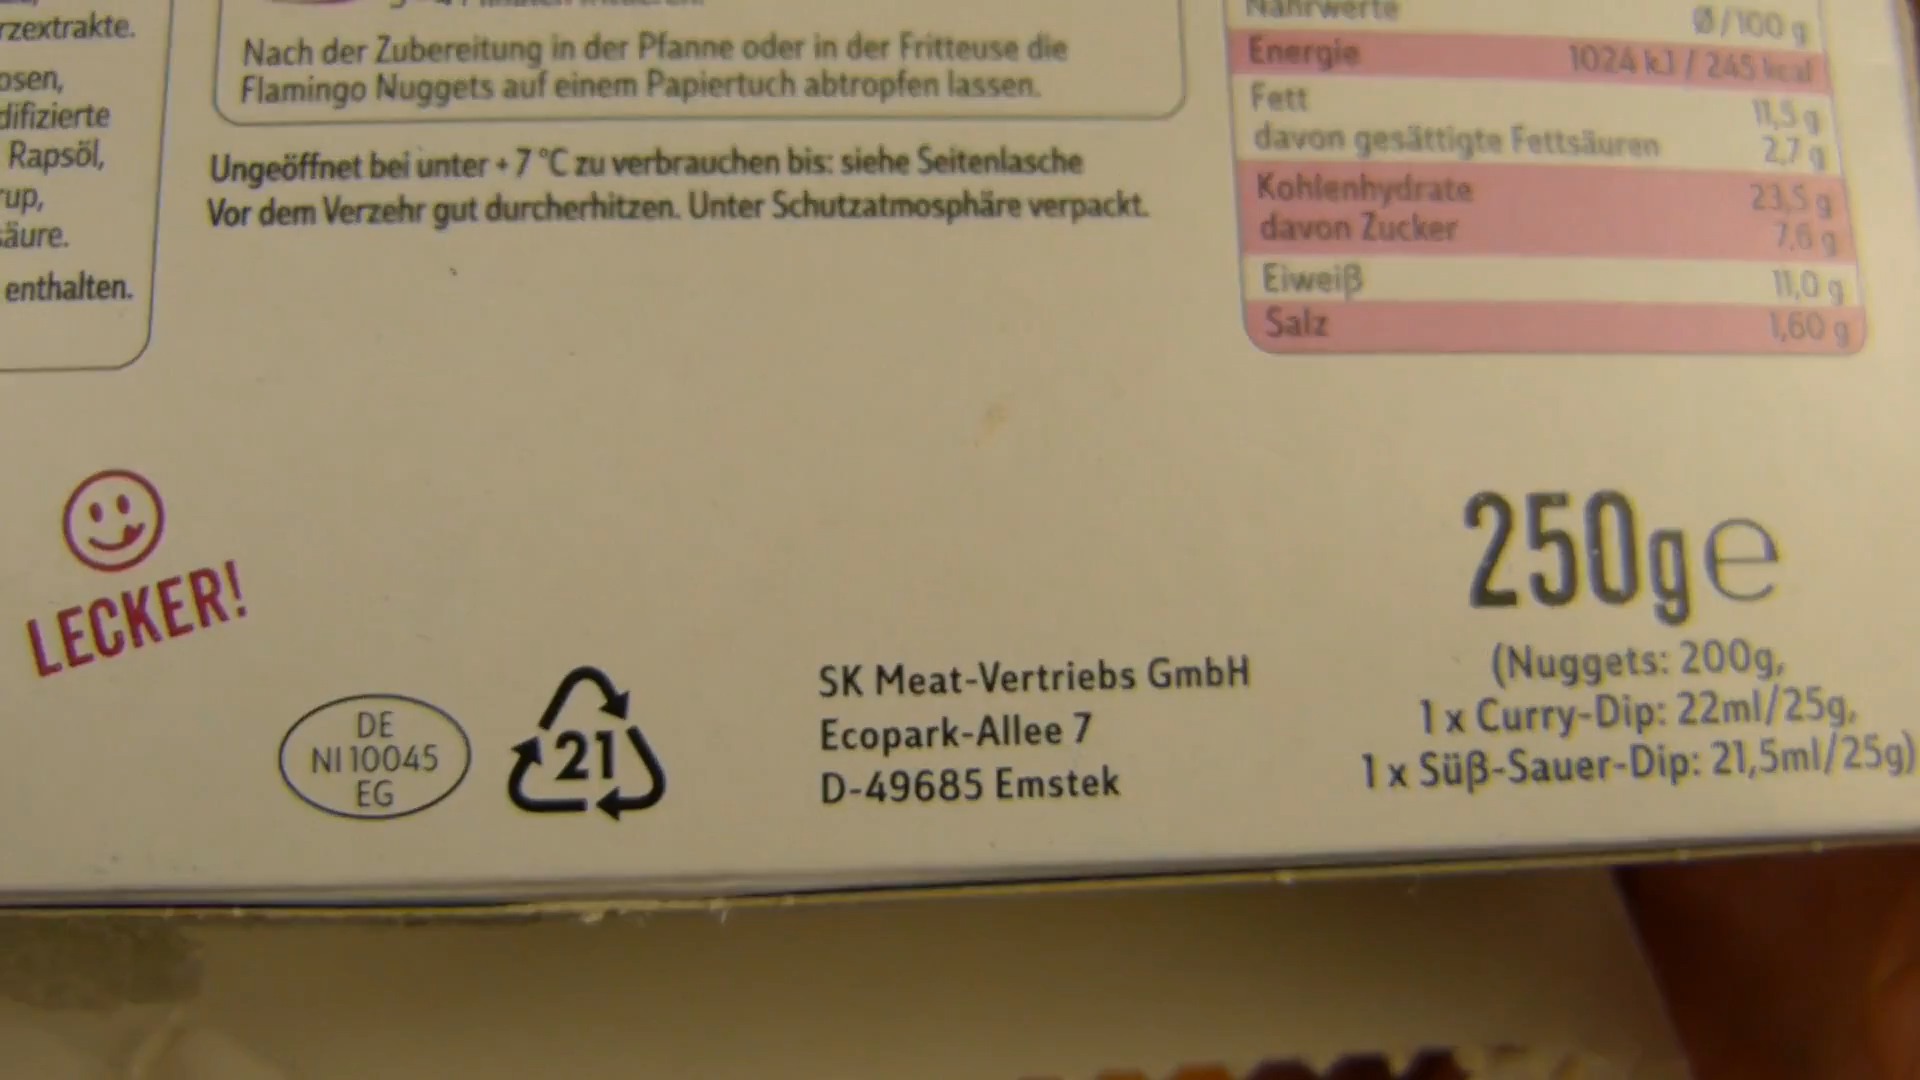 rzextrakte.
osen,
difizierte
Rapsöl,
rup,
säure.
enthalten.
Nach der Zubereitung in der Pfanne oder in der Fritteuse die
Flamingo Nuggets auf einem Papiertuch abtropfen lassen.
Ungeöffnet bei unter +7 °C zu verbrauchen bis: siehe Seitenlasche
Vor dem Verzehr gut durcherhitzen. Unter Schutzatmosphäre verpackt.
Nährwerte Ø/100 g
Energie 1024 kJ / 245 kcal
Fett 11,5 g
davon gesättigte Fettsäuren 2,7 g
Kohlenhydrate 23,5 g
davon Zucker 7,6 g
Eiweiß 11,0 g
Salz 1,60 g
LECKER!
DE
NI 10045
EG
21
SK Meat-Vertriebs GmbH
Ecopark-Allee 7
D-49685 Emstek
250g e
(Nuggets: 200g,
1 x Curry-Dip: 22ml/25g,
1 x Süß-Sauer-Dip: 21,5ml/25g)